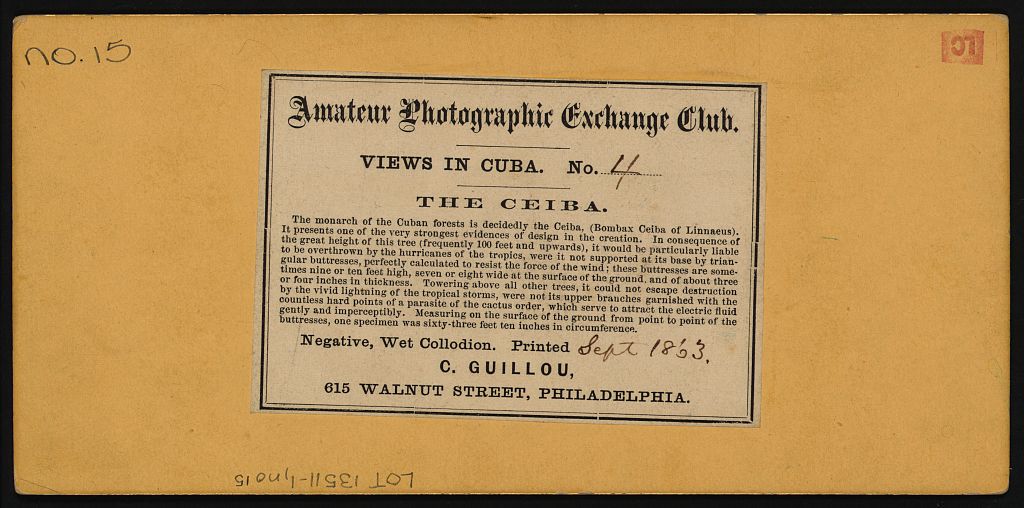 no. 15
LC
Amateur Photographic Exchange Club.
VIEWS IN CUBA. No. 4
THE CEIBA.
The monarch of the Cuban forests is decidedly the Ceiba, (Bombax Ceiba of Linnaeus).
It presents one of the very strongest evidences of design in the creation. In consequence of
the great height of this tree (frequently 100 feet and upwards), it would be particularly liable
to be overthrown by the hurricanes of the tropics, were it not supported at its base by trian-
gular buttresses, perfectly calculated to resist the force of the wind; these buttresses are some-
times nine or ten feet high, seven or eight wide at the surface of the ground, and of about three
or four inches in thickness. Towering above all other trees, it could not escape destruction
by the vivid lightning of the tropical storms, were not its upper branches garnished with the
countless hard points of a parasite of the cactus order, which serve to attract the electric fluid
gently and imperceptibly. Measuring on the surface of the ground from point to point of the
buttresses, one specimen was sixty-three feet ten inches in circumference.
Negative, Wet Collodion. Printed Sept 1863.
C. GUILLOU,
615 WALNUT STREET, PHILADELPHIA.
LOT 13511-1, no 15